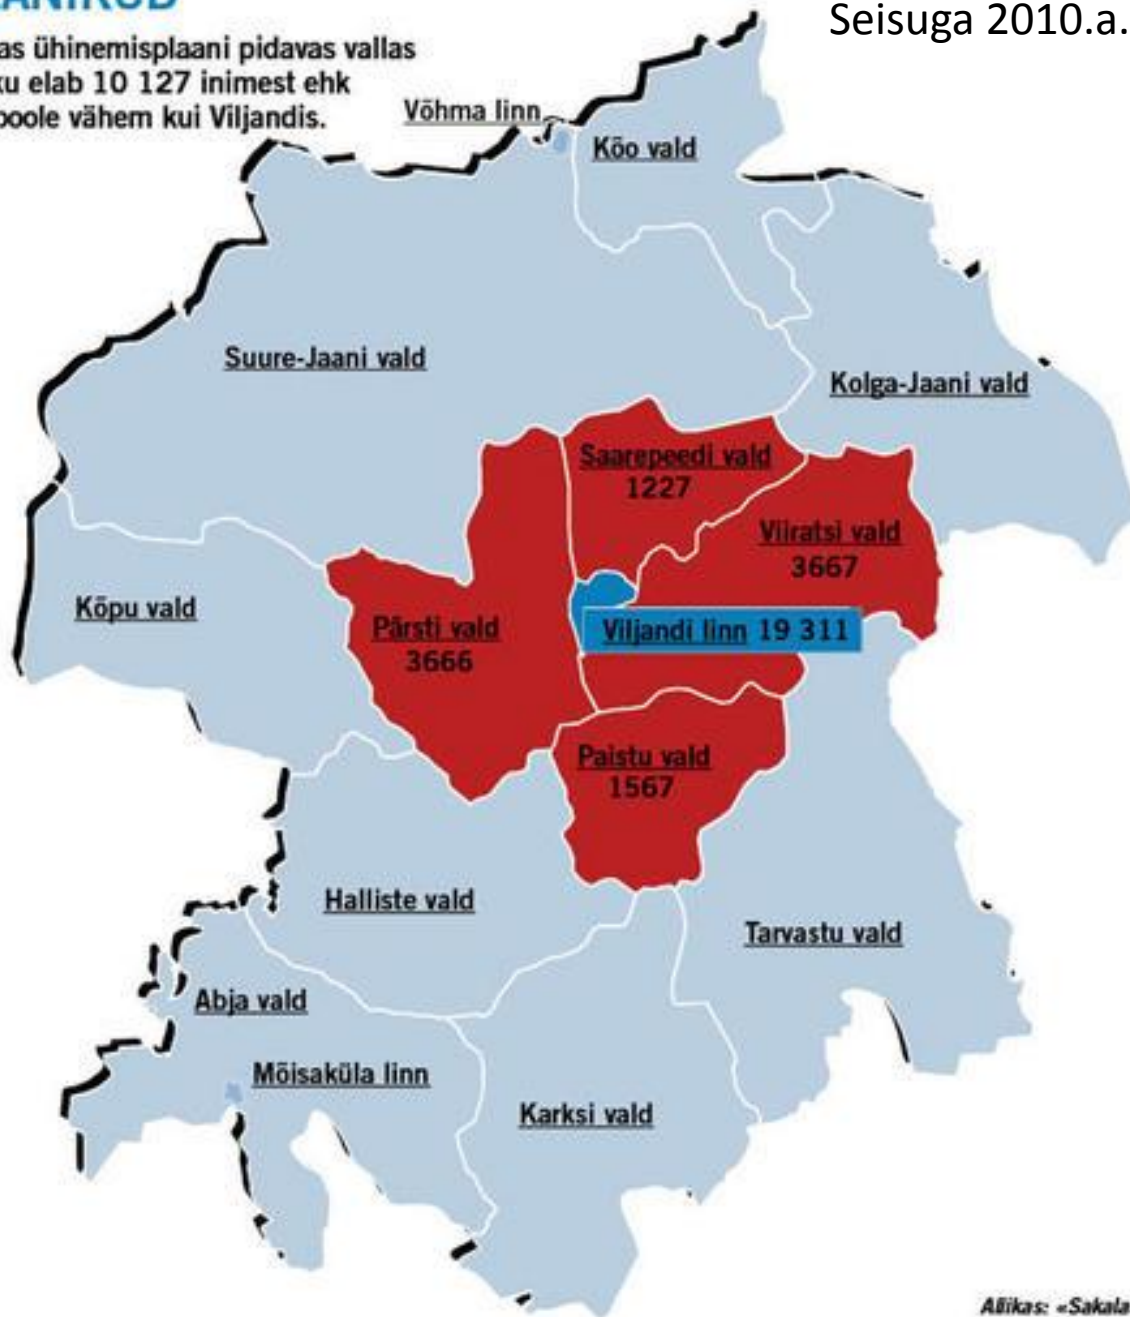 ANIKUD
Seisuga 2010.a.
as ühinemisplaani pidavas vallas
ku elab 10 127 inimest ehk
poole vähem kui Viljandis.
Võhma linn
Kõo vald
Suure-Jaani vald
Kolga-Jaani vald
Saarepeedi vald
1227
Viiratsi vald
3667
Kõpu vald
Pärsti vald
3666
Viljandi linn 19 311
Paistu vald
1567
Halliste vald
Tarvastu vald
Abja vald
Mõisaküla linn
Karksi vald
Allikas: «Sakala